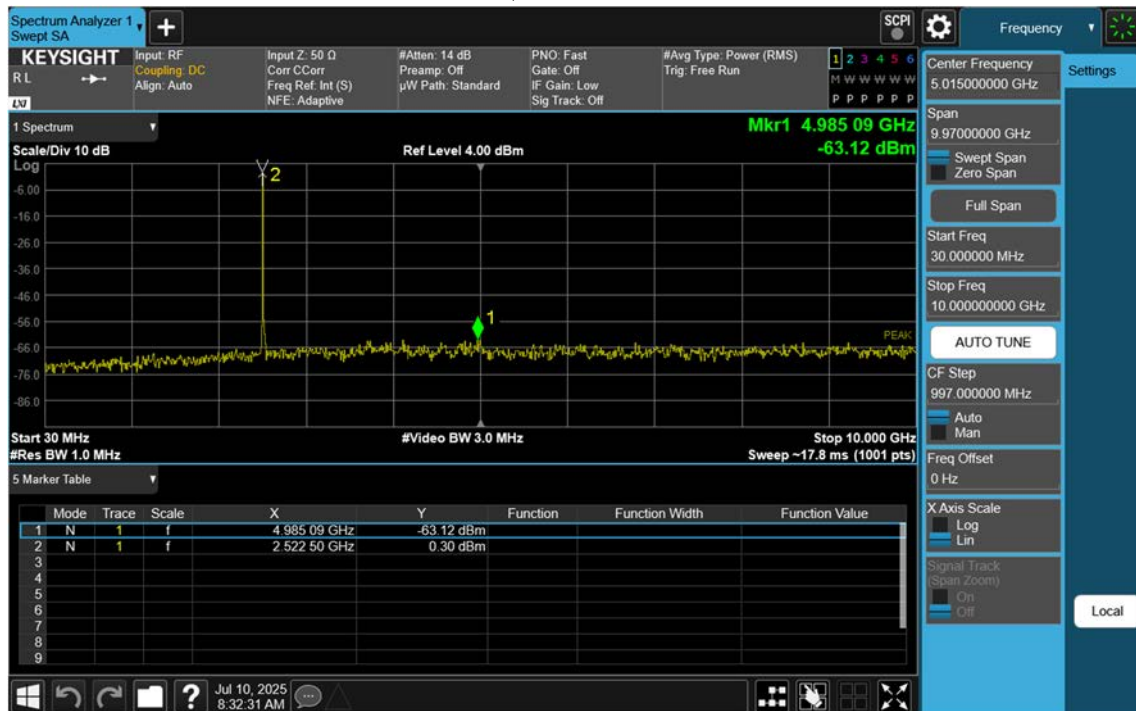 Spectrum Analyzer 1
Swept SA
SCPI
Frequency
KEYSIGHT
R L
LXI
Input: RF
Coupling: DC
Align: Auto
Input Z: 50 Ω
Corr CCorr
Freq Ref: Int (S)
NFE: Adaptive
#Atten: 14 dB
Preamp: Off
µW Path: Standard
PNO: Fast
Gate: Off
IF Gain: Low
Sig Track: Off
#Avg Type: Power (RMS)
Trig: Free Run
1 2 3 4 5 6
M W W W W W
P P P P P P
1 Spectrum
Scale/Div 10 dB
Ref Level 4.00 dBm
Mkr1 4.985 09 GHz
-63.12 dBm
Log
-6.00
-16.0
-26.0
-36.0
-46.0
-56.0
-66.0
-76.0
-86.0
2
1
PEAK
Start 30 MHz
#Video BW 3.0 MHz
Stop 10.000 GHz
#Res BW 1.0 MHz
Sweep ~17.8 ms (1001 pts)
5 Marker Table
Mode Trace Scale X Y Function Function Width Function Value
1 N 1 f 4.985 09 GHz -63.12 dBm
2 N 1 f 2.522 50 GHz 0.30 dBm
3
4
5
6
7
8
9
Jul 10, 2025
8:32:31 AM
Center Frequency
5.015000000 GHz
Settings
Span
9.97000000 GHz
Swept Span
Zero Span
Full Span
Start Freq
30.000000 MHz
Stop Freq
10.000000000 GHz
AUTO TUNE
CF Step
997.000000 MHz
Auto
Man
Freq Offset
0 Hz
X Axis Scale
Log
Lin
Signal Track
(Span Zoom)
On
Off
Local